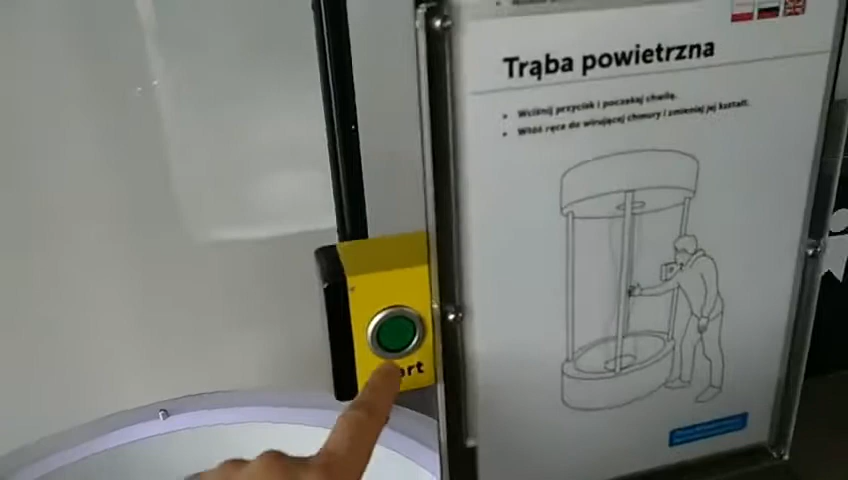 Trąba powietrzna
• Wciśnij przycisk i poczekaj chwilę.
• Włóż rękę do wirującej chmury i zmieniaj jej kształt.